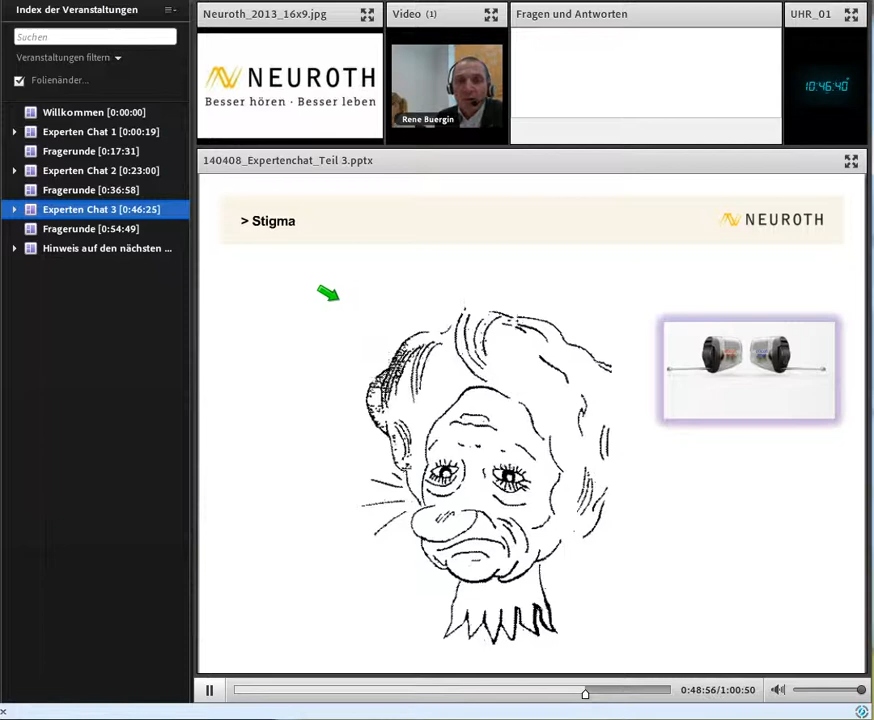 Index der Veranstaltungen
Suchen
Veranstaltungen filtern
Folienänder...
Willkommen [0:00:00]
Experten Chat 1 [0:00:19]
Fragerunde [0:17:31]
Experten Chat 2 [0:23:00]
Fragerunde [0:36:58]
Experten Chat 3 [0:46:25]
Fragerunde [0:54:49]
Hinweis auf den nächsten ...
Neuroth_2013_16x9.jpg
NEUROTH
Besser hören · Besser leben
Video (1)
Rene Buergin
Fragen und Antworten
UHR_01
10:46:40
140408_Expertenchat_Teil 3.pptx
> Stigma
NEUROTH
0:48:56/1:00:50